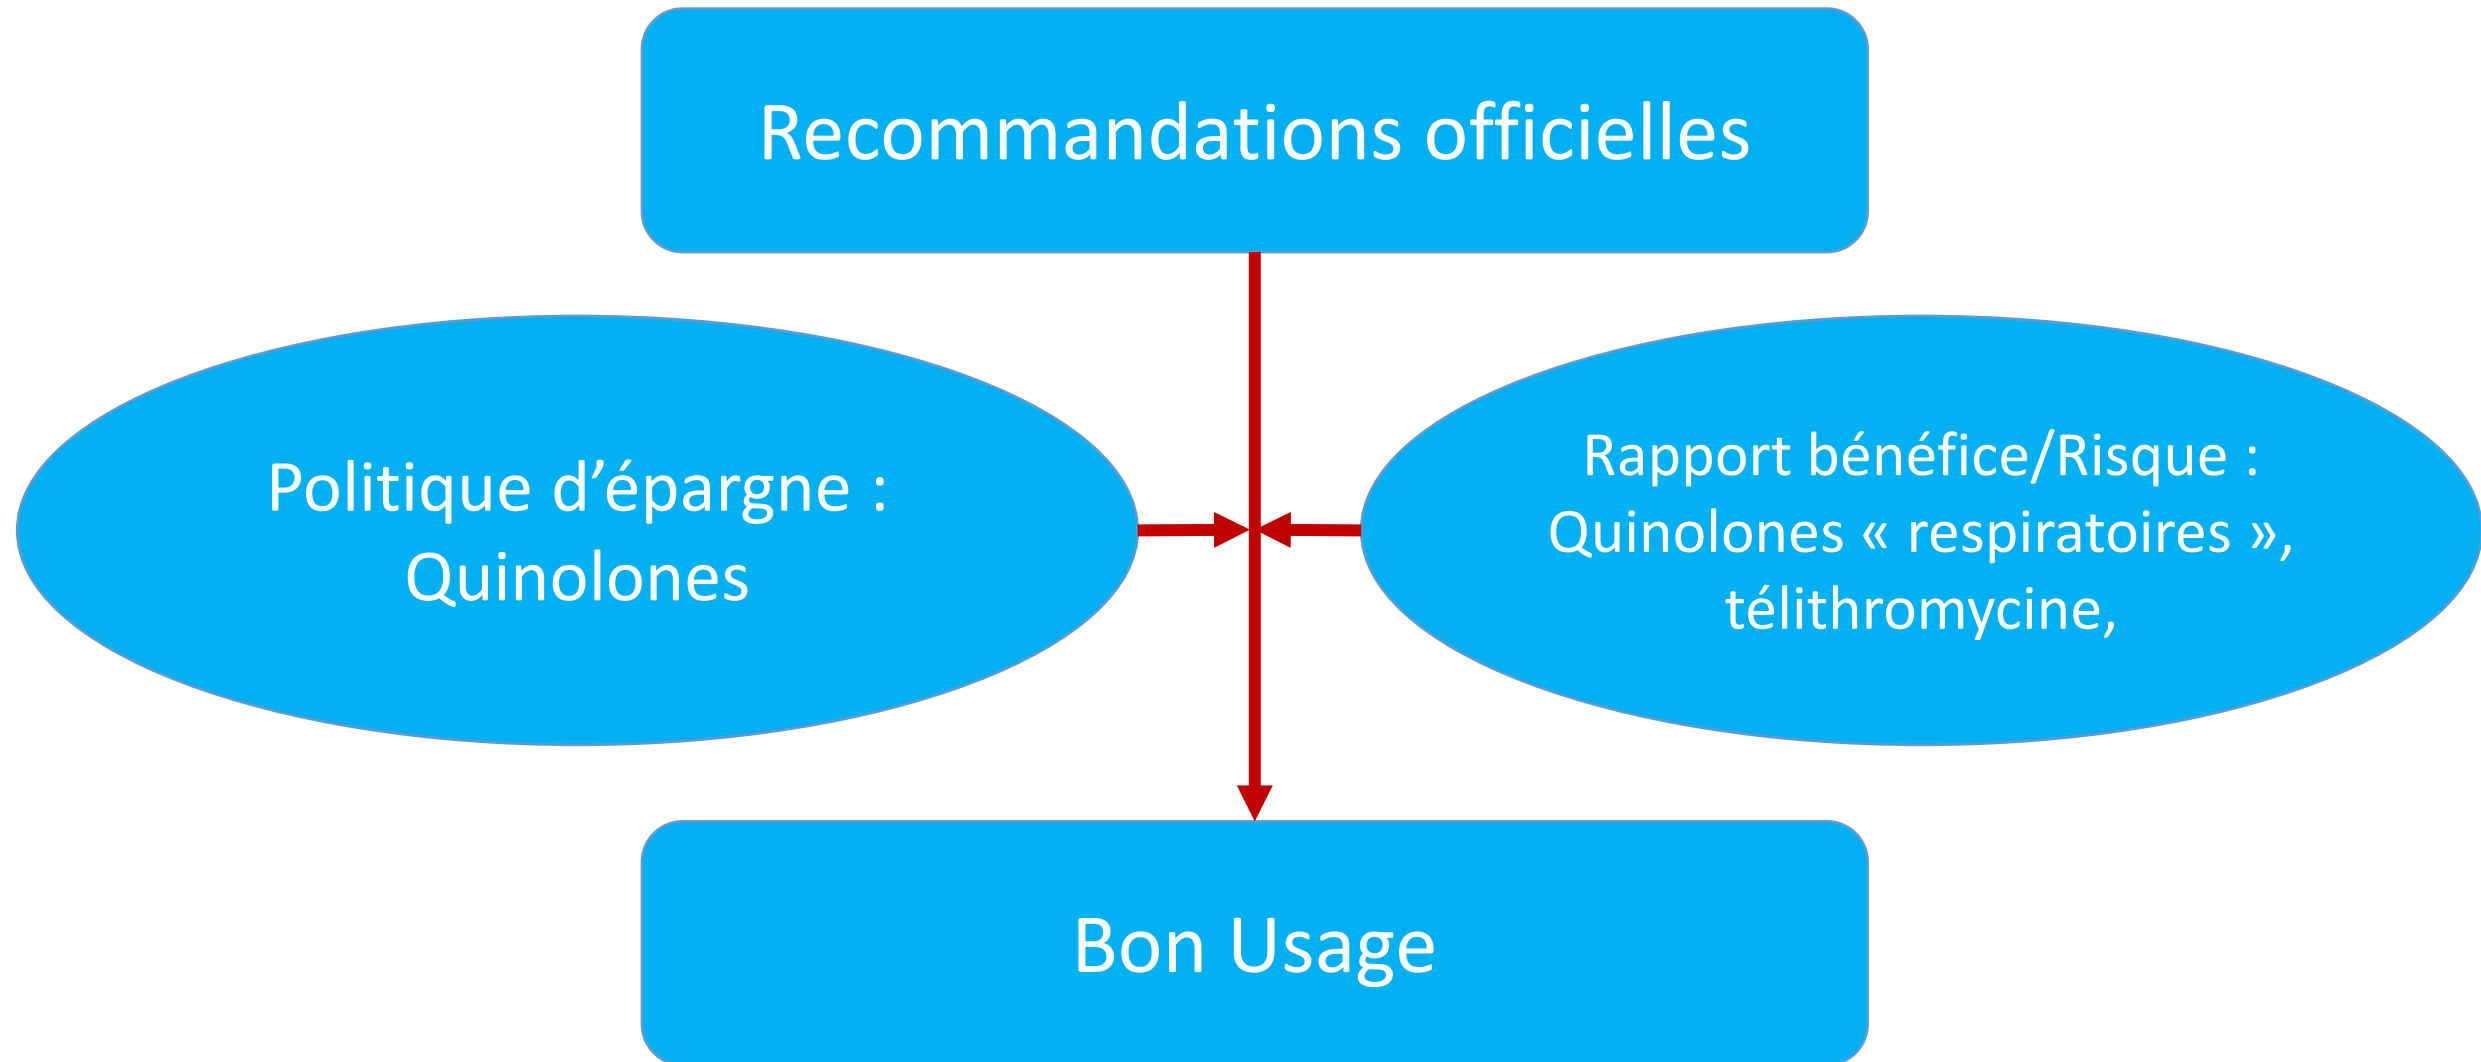 Recommandations officielles
Politique d’épargne :
Quinolones
Rapport bénéfice/Risque :
Quinolones « respiratoires »,
télithromycine,
Bon Usage